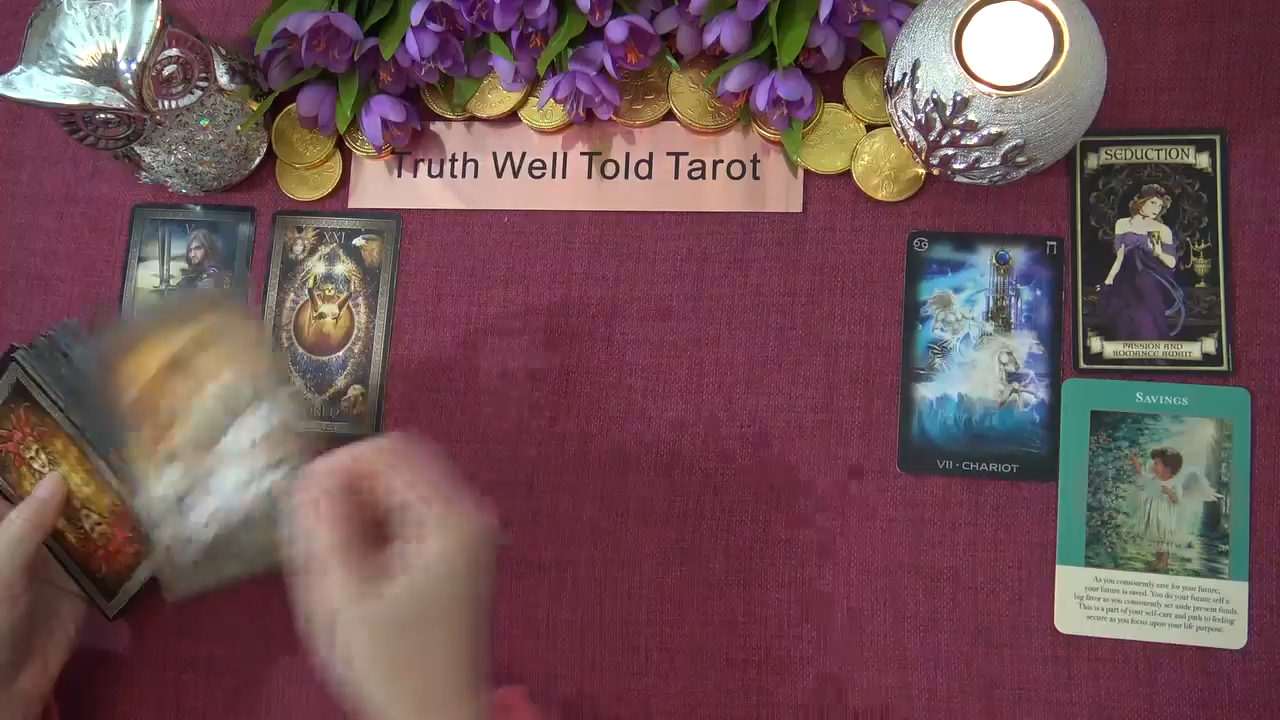 Truth Well Told Tarot
XXI
SEDUCTION
PASSION AND
ROMANCE AWAIT
VII · CHARIOT
SAVINGS
As you consistently save for your future,
your future is saved. You do your future self a
big favor as you consistently set aside present funds.
This is a part of your self-care and path to feeling
secure as you focus upon your life purpose.